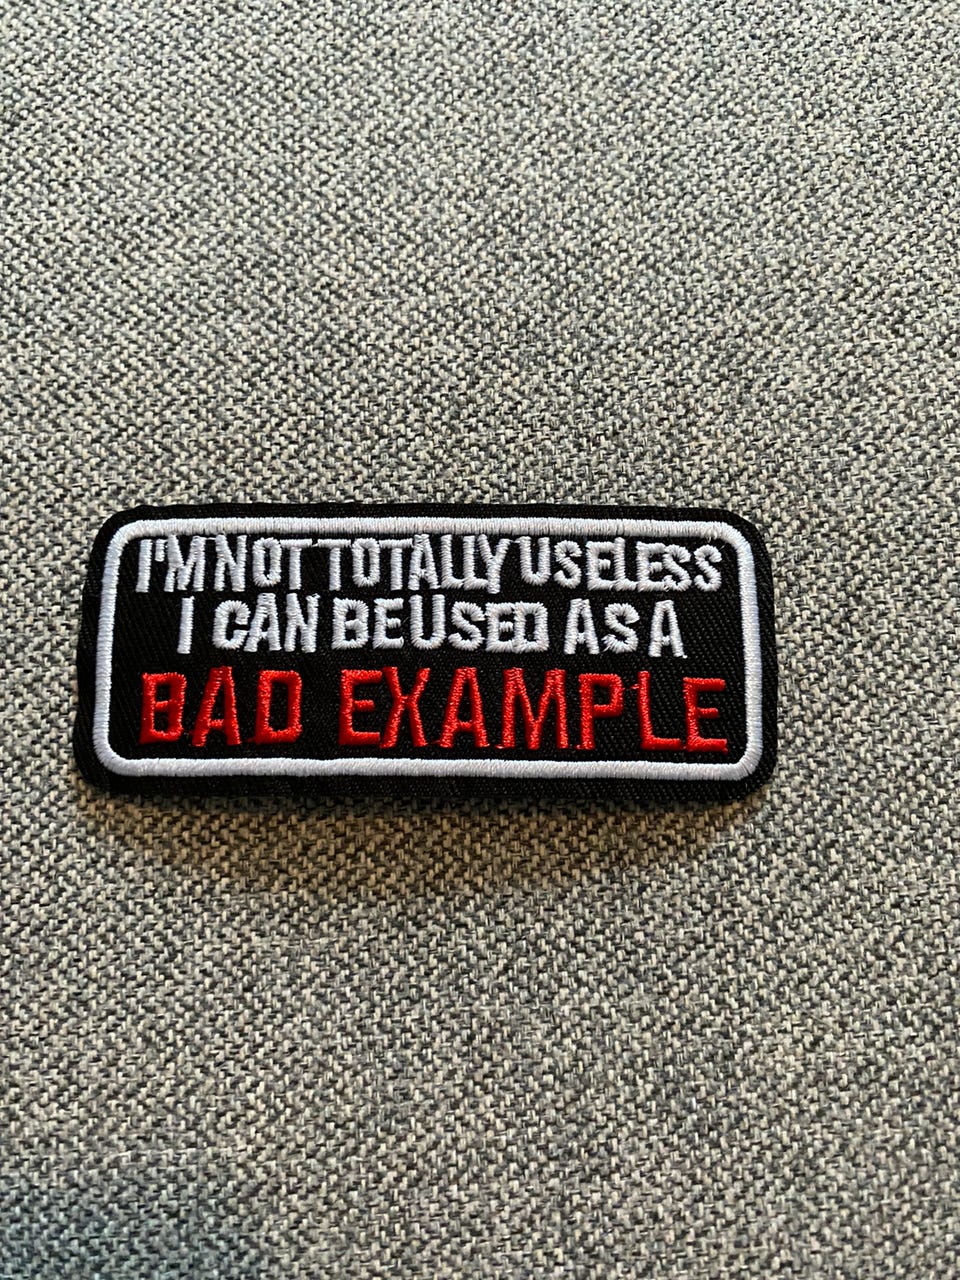 I'M NOT TOTALLY USELESS
I CAN BE USED AS A
BAD EXAMPLE